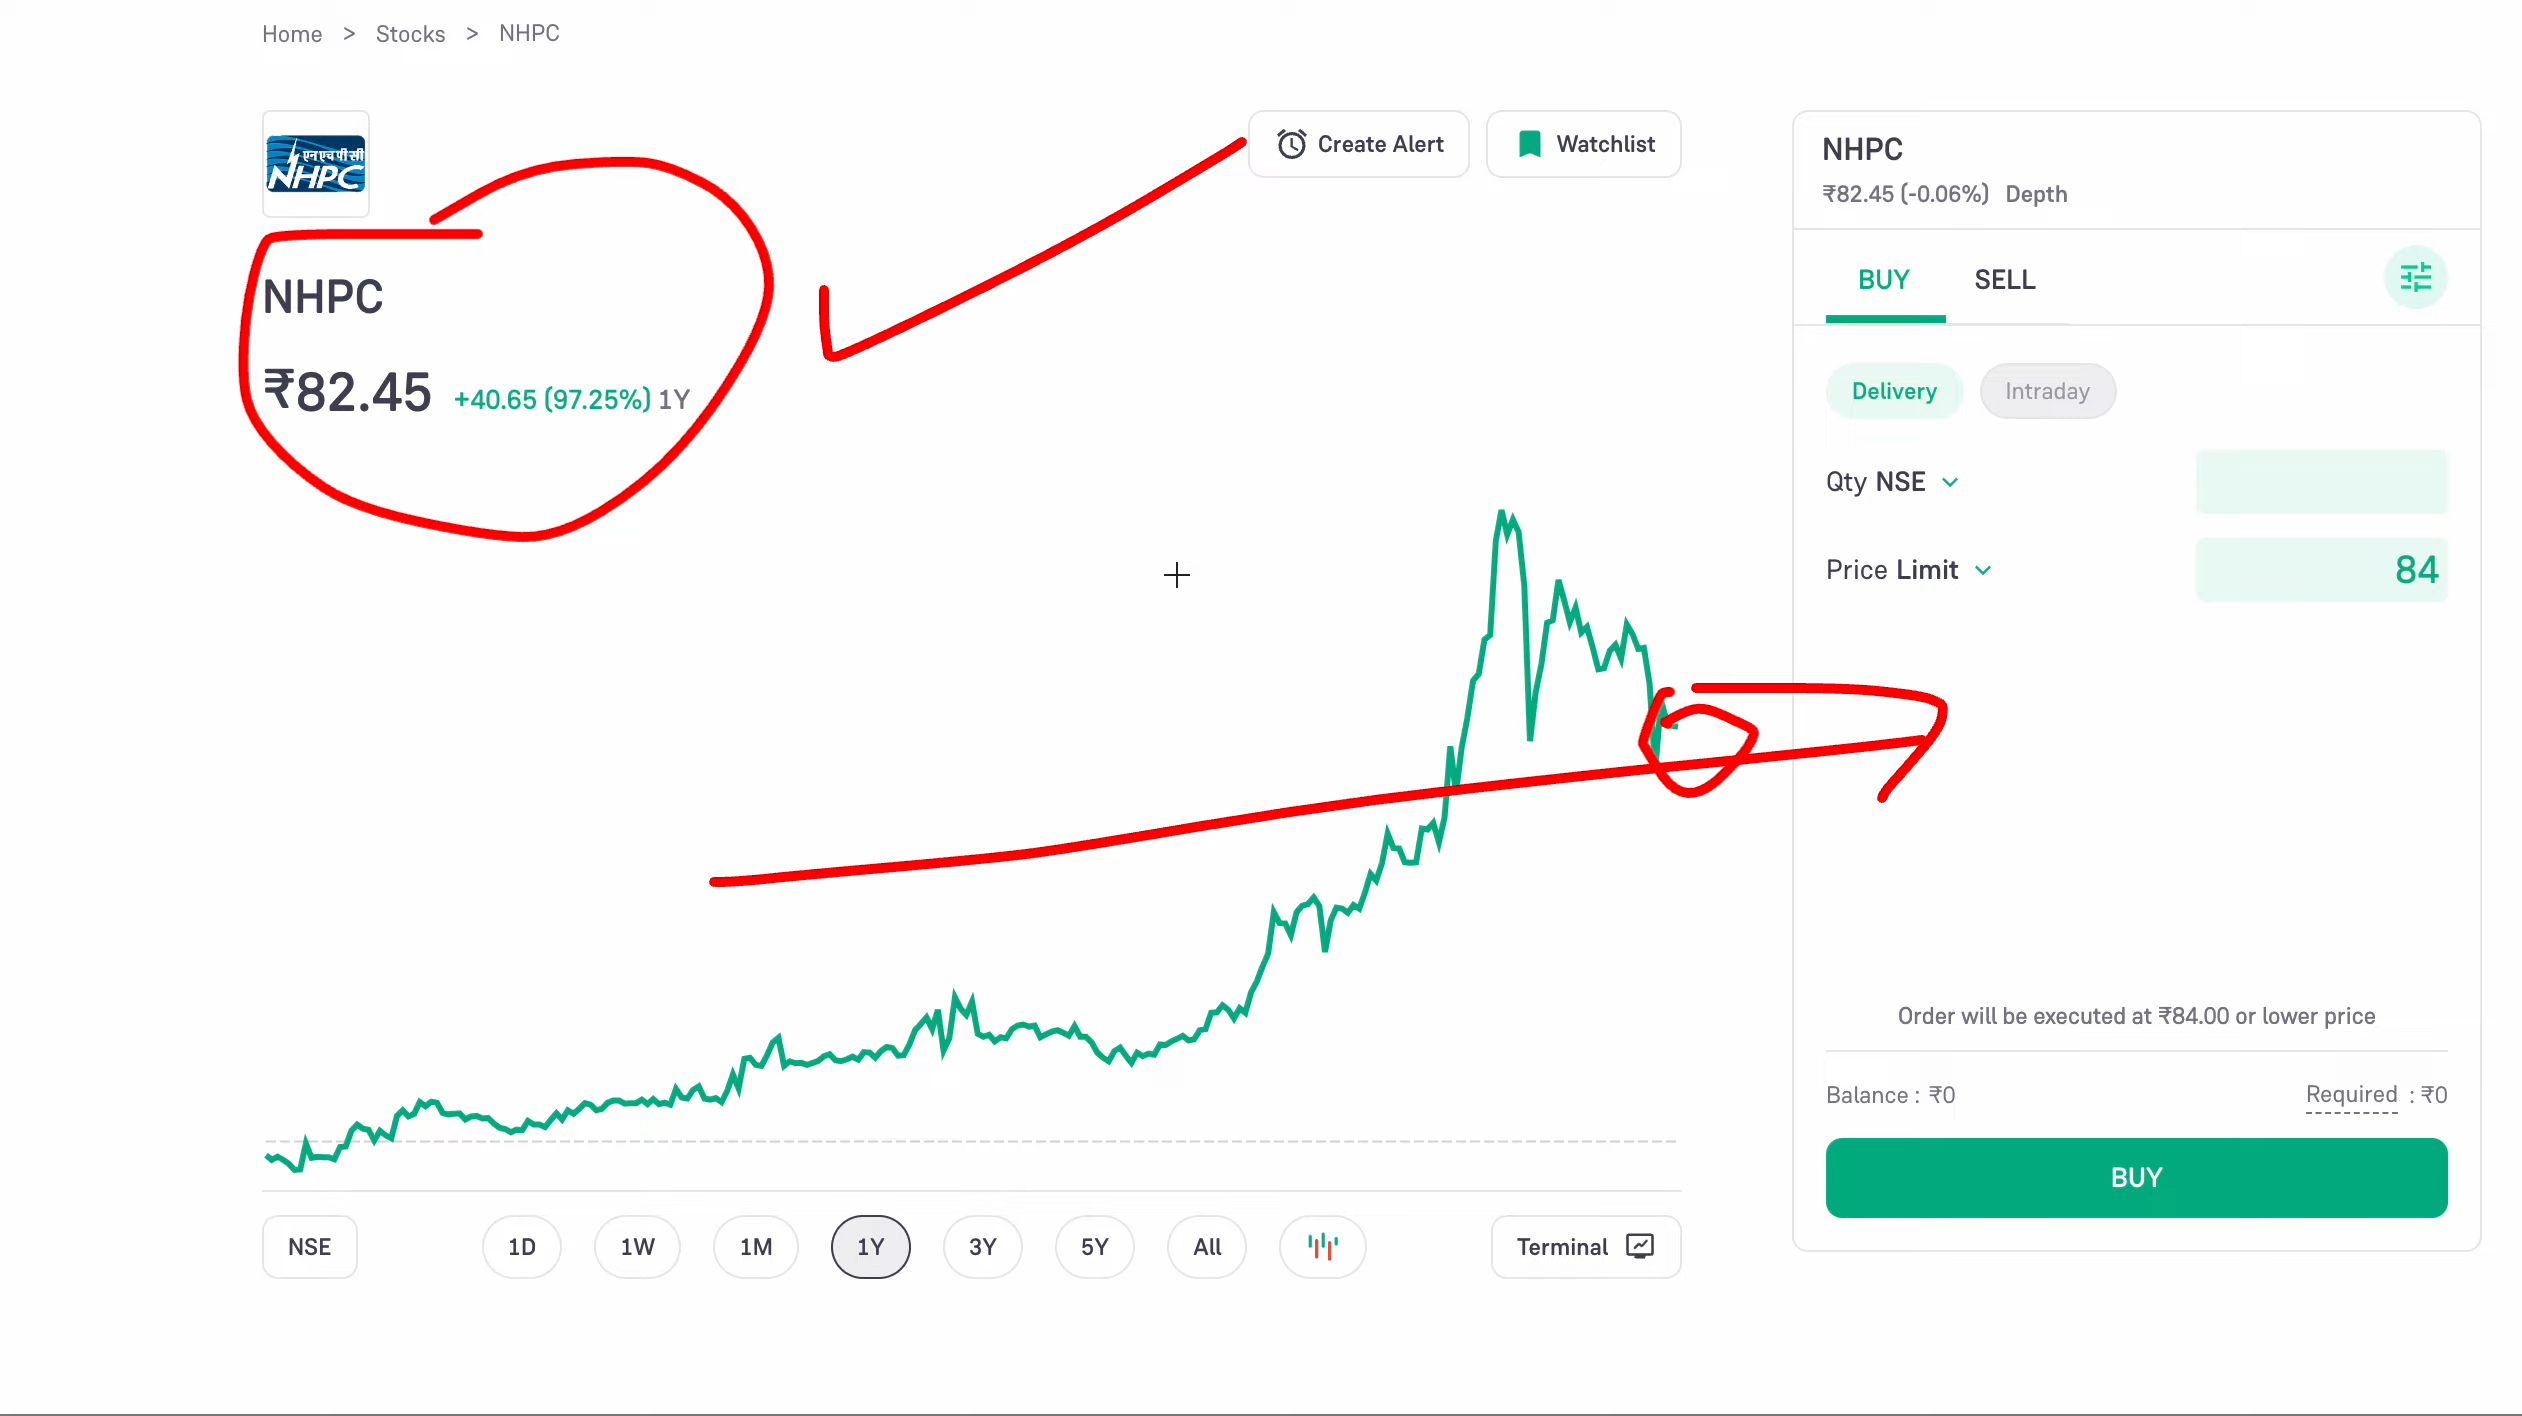 Home > Stocks > NHPC
एनएचपीसी
NHPC
Create Alert
Watchlist
NHPC
₹82.45 +40.65 (97.25%) 1Y
NSE
1D
1W
1M
1Y
3Y
5Y
All
Terminal
NHPC
₹82.45 (-0.06%) Depth
BUY
SELL
Delivery
Intraday
Qty NSE
Price Limit 84
Order will be executed at ₹84.00 or lower price
Balance : ₹0 Required : ₹0
BUY